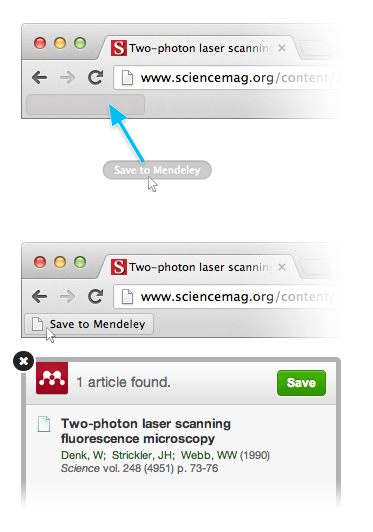 Two-photon laser scanning
www.sciencemag.org/content/
Save to Mendeley
Two-photon laser scanning
www.sciencemag.org/content/
Save to Mendeley
1 article found.
Save
Two-photon laser scanning
fluorescence microscopy
Denk, W; Strickler, JH; Webb, WW (1990)
Science vol. 248 (4951) p. 73-76